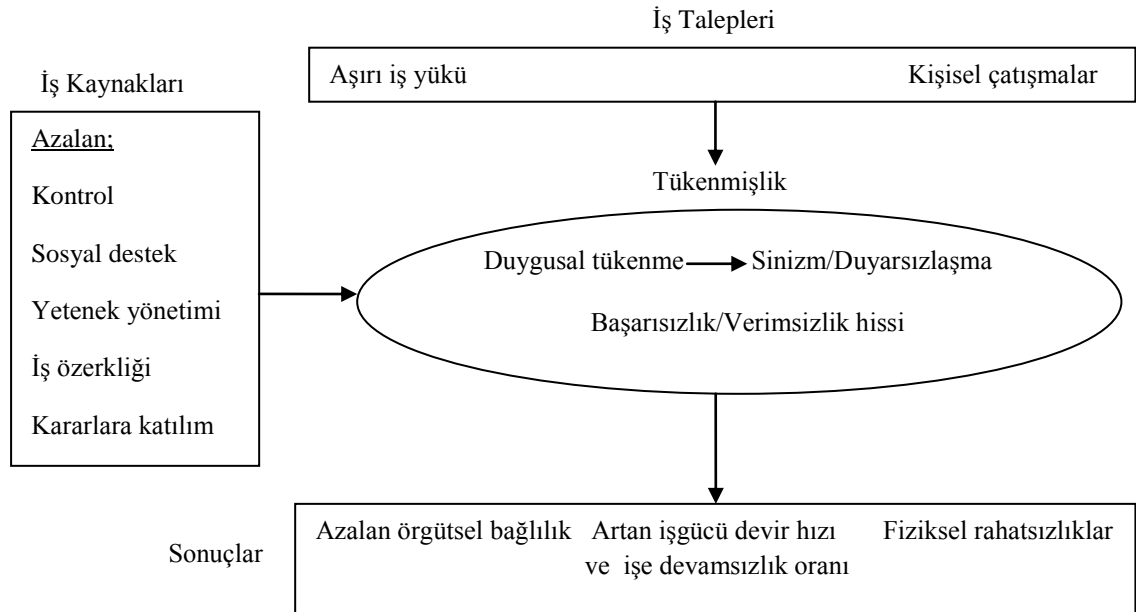 İş Talepleri
Aşırı iş yükü Kişisel çatışmalar
İş Kaynakları
Azalan;
Kontrol
Sosyal destek
Yetenek yönetimi
İş özerkliği
Kararlara katılım
Tükenmişlik
Duygusal tükenme Sinizm/Duyarsızlaşma
Başarısızlık/Verimsizlik hissi
Sonuçlar
Azalan örgütsel bağlılık
Artan işgücü devir hızı
ve işe devamsızlık oranı
Fiziksel rahatsızlıklar